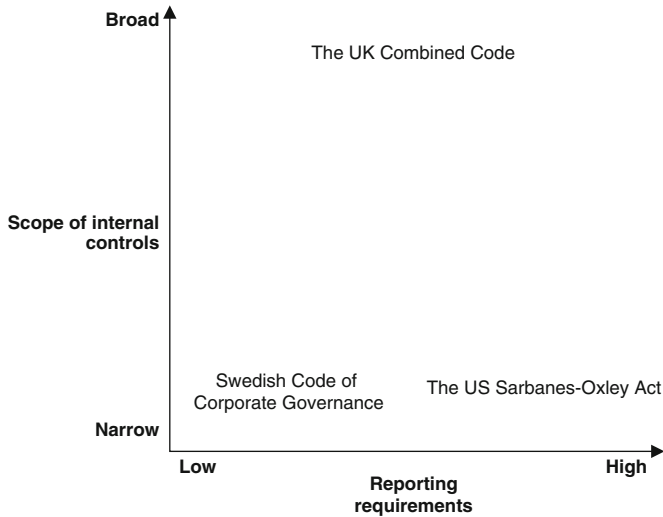 Broad
The UK Combined Code
Scope of internal
controls
Swedish Code of
Corporate Governance
The US Sarbanes-Oxley Act
Narrow
Low
High
Reporting
requirements